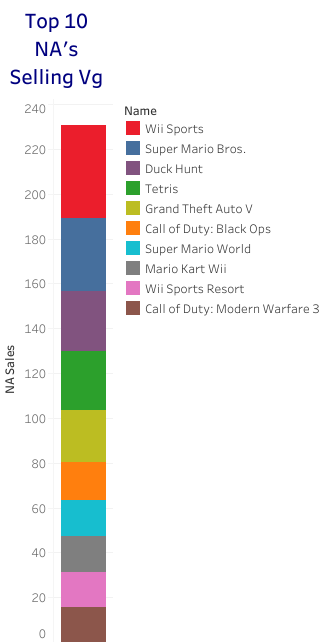 Top 10
NA's
Selling Vg
Name
Wii Sports
Super Mario Bros.
Duck Hunt
Tetris
Grand Theft Auto V
Call of Duty: Black Ops
Super Mario World
Mario Kart Wii
Wii Sports Resort
Call of Duty: Modern Warfare 3
NA Sales
240
220
200
180
160
140
120
100
80
60
40
20
0